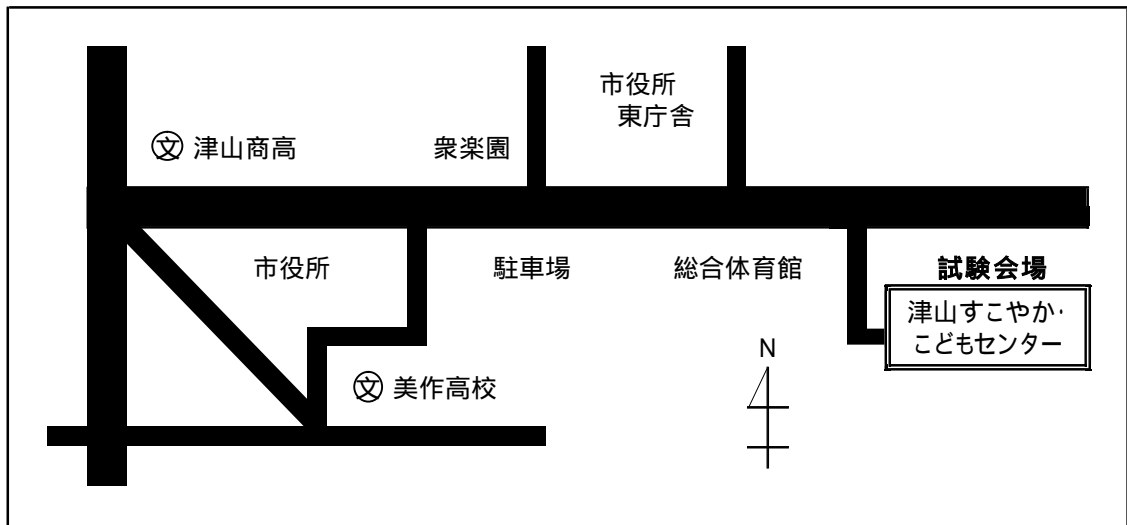 市役所
東庁舎
㊛ 津山商高
衆楽園
市役所
駐車場
総合体育館
試験会場
津山すこやか・
こどもセンター
N
文 美作高校